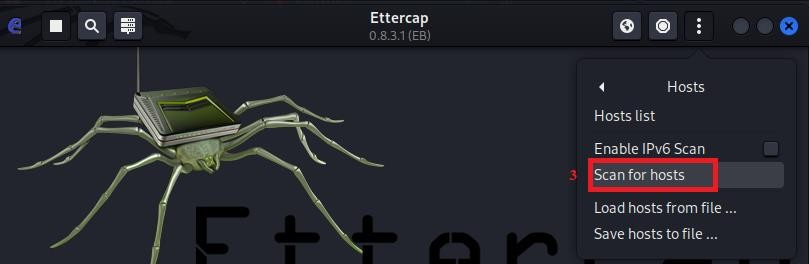 Ettercap
0.8.3.1 (EB)
Hosts
Hosts list
Enable IPv6 Scan
3 Scan for hosts
Load hosts from file ...
Save hosts to file ...
Etter